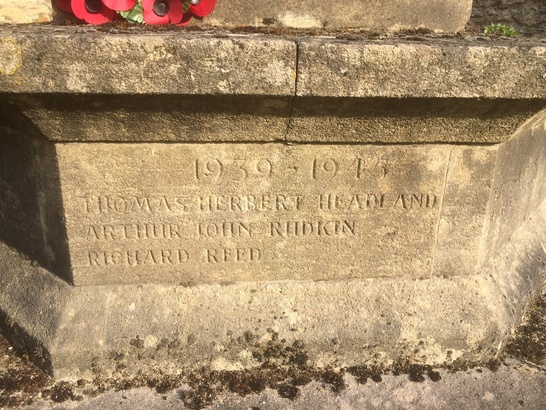 1939-1945
THOMAS HERBERT HEADLAND
ARTHUR JOHN RUDKIN
RICHARD REED